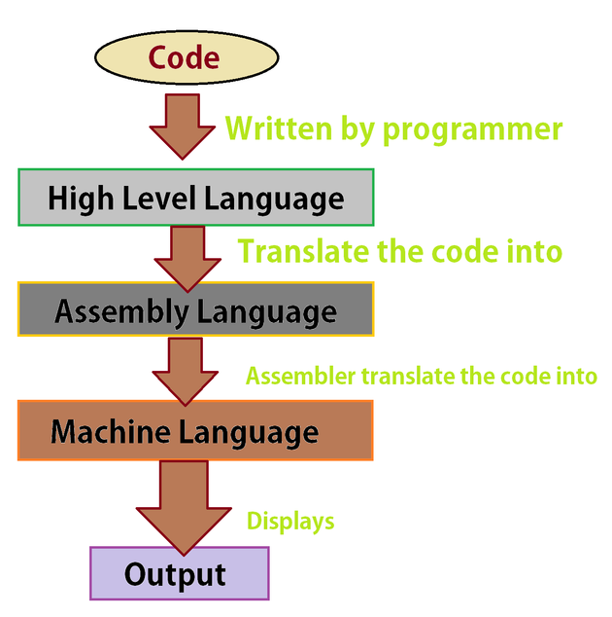 Code
Written by programmer
High Level Language
Translate the code into
Assembly Language
Assembler translate the code into
Machine Language
Displays
Output